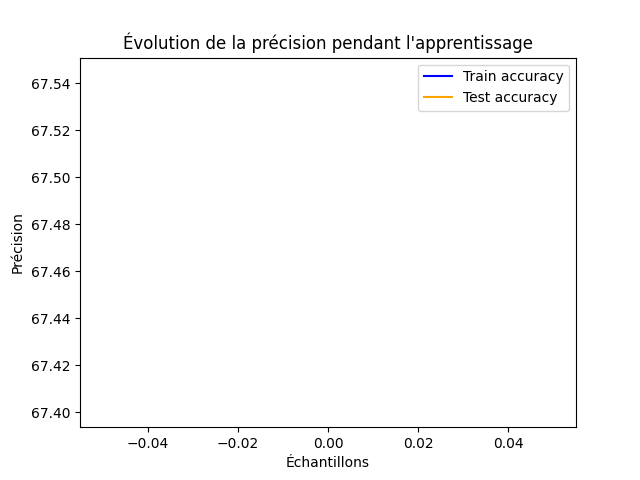 Évolution de la précision pendant l'apprentissage
Train accuracy
Test accuracy
67.54
67.52
67.50
67.48
67.46
67.44
67.42
67.40
Précision
−0.04
−0.02
0.00
0.02
0.04
Échantillons